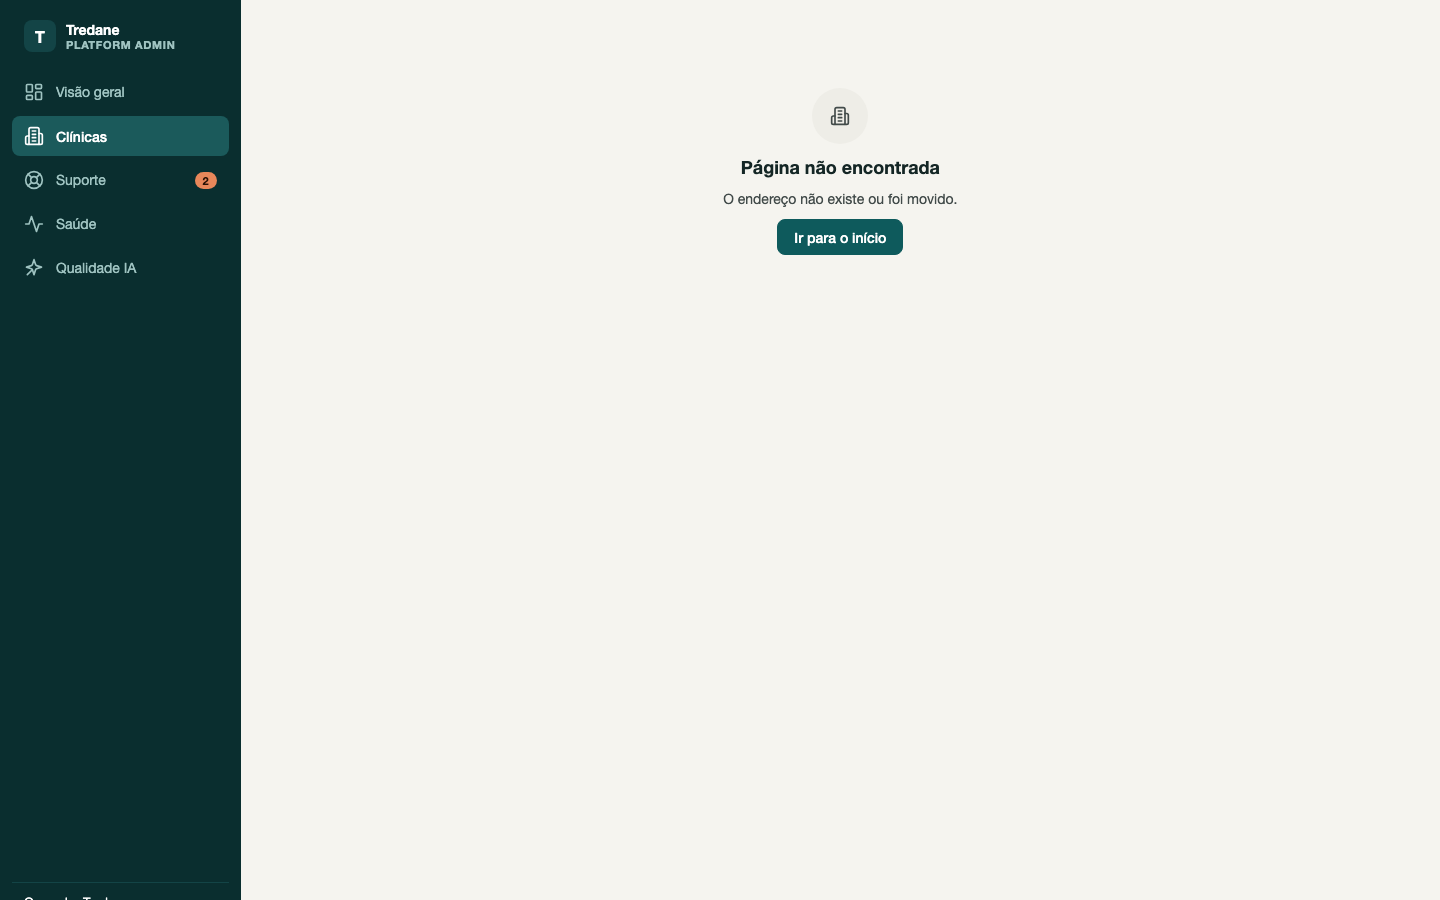 T
Tredane
PLATFORM ADMIN
Visão geral
Clínicas
Suporte
2
Saúde
Qualidade IA
Página não encontrada
O endereço não existe ou foi movido.
Ir para o início